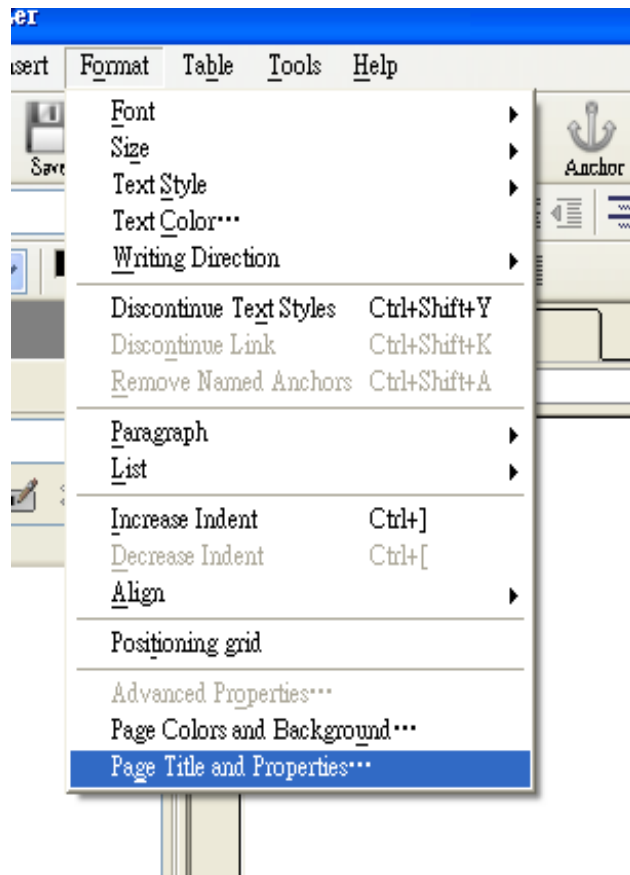 Format Table Tools Help
Save
Anchor
Font
Size
Text Style
Text Color···
Writing Direction
Discontinue Text Styles Ctrl+Shift+Y
Discontinue Link Ctrl+Shift+K
Remove Named Anchors Ctrl+Shift+A
Paragraph
List
Increase Indent Ctrl+]
Decrease Indent Ctrl+[
Align
Positioning grid
Advanced Properties···
Page Colors and Background···
Page Title and Properties···